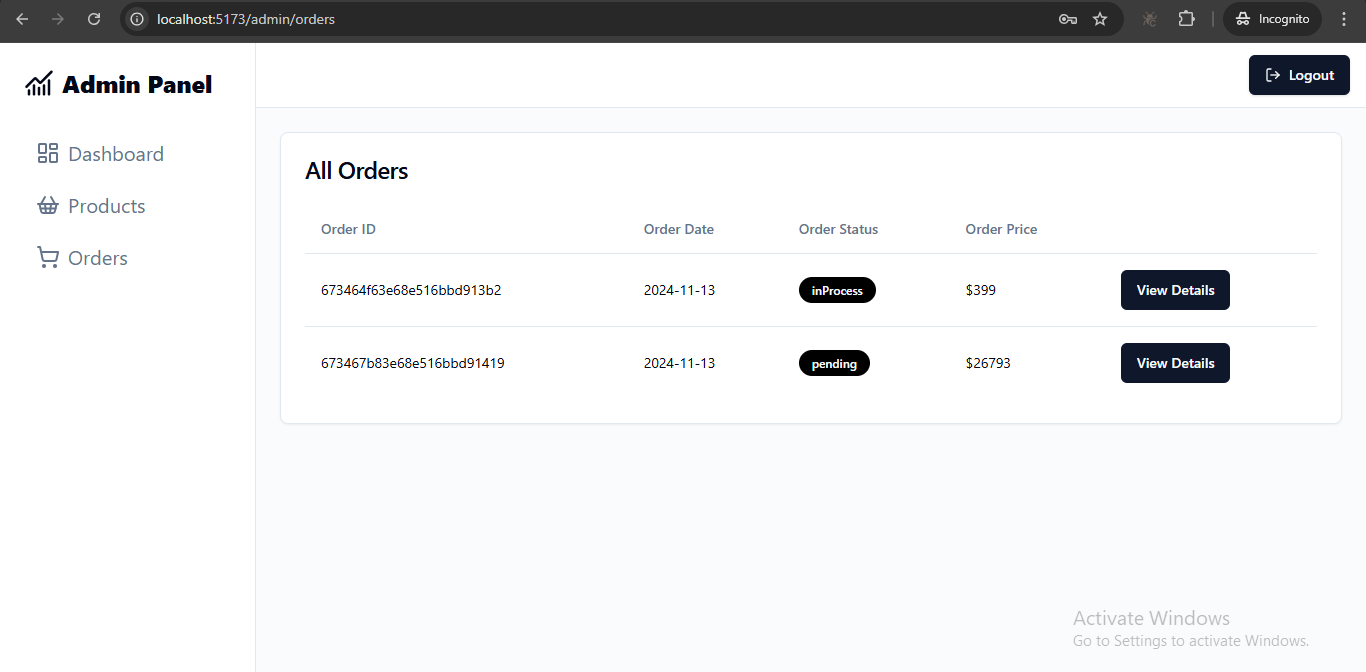 localhost:5173/admin/orders
Incognito
Admin Panel
Logout
Dashboard
Products
Orders
All Orders
Order ID Order Date Order Status Order Price
673464f63e68e516bbd913b2 2024-11-13 inProcess $399 View Details
673467b83e68e516bbd91419 2024-11-13 pending $26793 View Details
Activate Windows
Go to Settings to activate Windows.